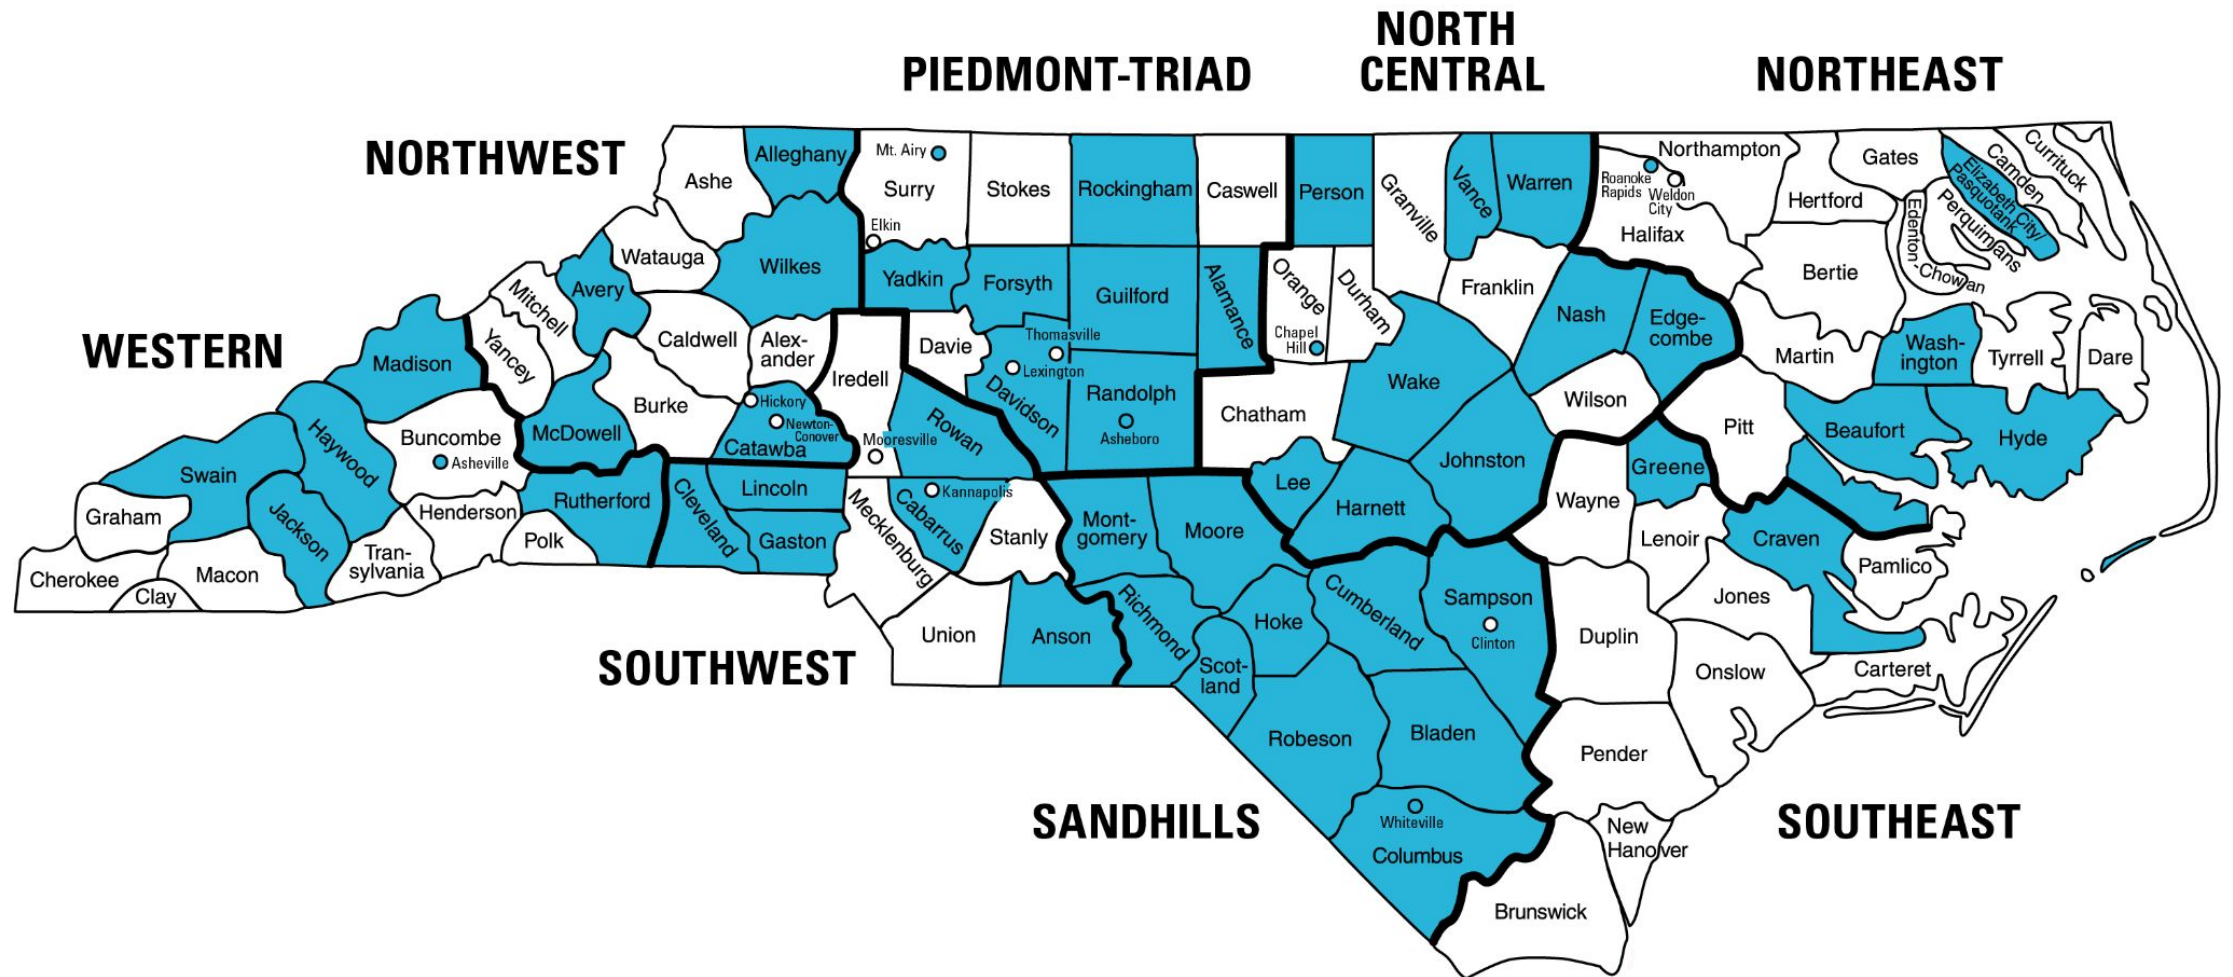 NORTH
CENTRAL
PIEDMONT-TRIAD
NORTHEAST
NORTHWEST
WESTERN
SOUTHWEST
SANDHILLS
SOUTHEAST
Cherokee
Graham
Clay
Macon
Swain
Jackson
Haywood
Madison
Buncombe
Asheville
Henderson
Tran-
sylvania
Polk
Rutherford
Yancey
Mitchell
Avery
McDowell
Burke
Caldwell
Watauga
Ashe
Alleghany
Wilkes
Alex-
ander
Catawba
Hickory
Newton-
Conover
Cleveland
Lincoln
Gaston
Iredell
Mooresville
Rowan
Mecklenburg
Cabarrus
Kannapolis
Stanly
Union
Anson
Mt. Airy
Surry
Elkin
Stokes
Rockingham
Caswell
Yadkin
Forsyth
Guilford
Alamance
Davie
Davidson
Thomasville
Lexington
Randolph
Asheboro
Person
Granville
Vance
Warren
Orange
Chapel
Hill
Durham
Franklin
Nash
Edge-
combe
Wilson
Wake
Chatham
Lee
Harnett
Johnston
Mont-
gomery
Moore
Richmond
Scot-
land
Hoke
Cumberland
Sampson
Clinton
Robeson
Bladen
Whiteville
Columbus
Northampton
Roanoke
Rapids
Weldon
City
Halifax
Hertford
Gates
Bertie
Edenton-Chowan
Perquimans
Elizabeth City/
Pasquotank
Camden
Currituck
Martin
Wash-
ington
Tyrrell
Dare
Pitt
Beaufort
Hyde
Greene
Wayne
Lenoir
Craven
Pamlico
Jones
Duplin
Onslow
Carteret
Pender
New
Hanover
Brunswick